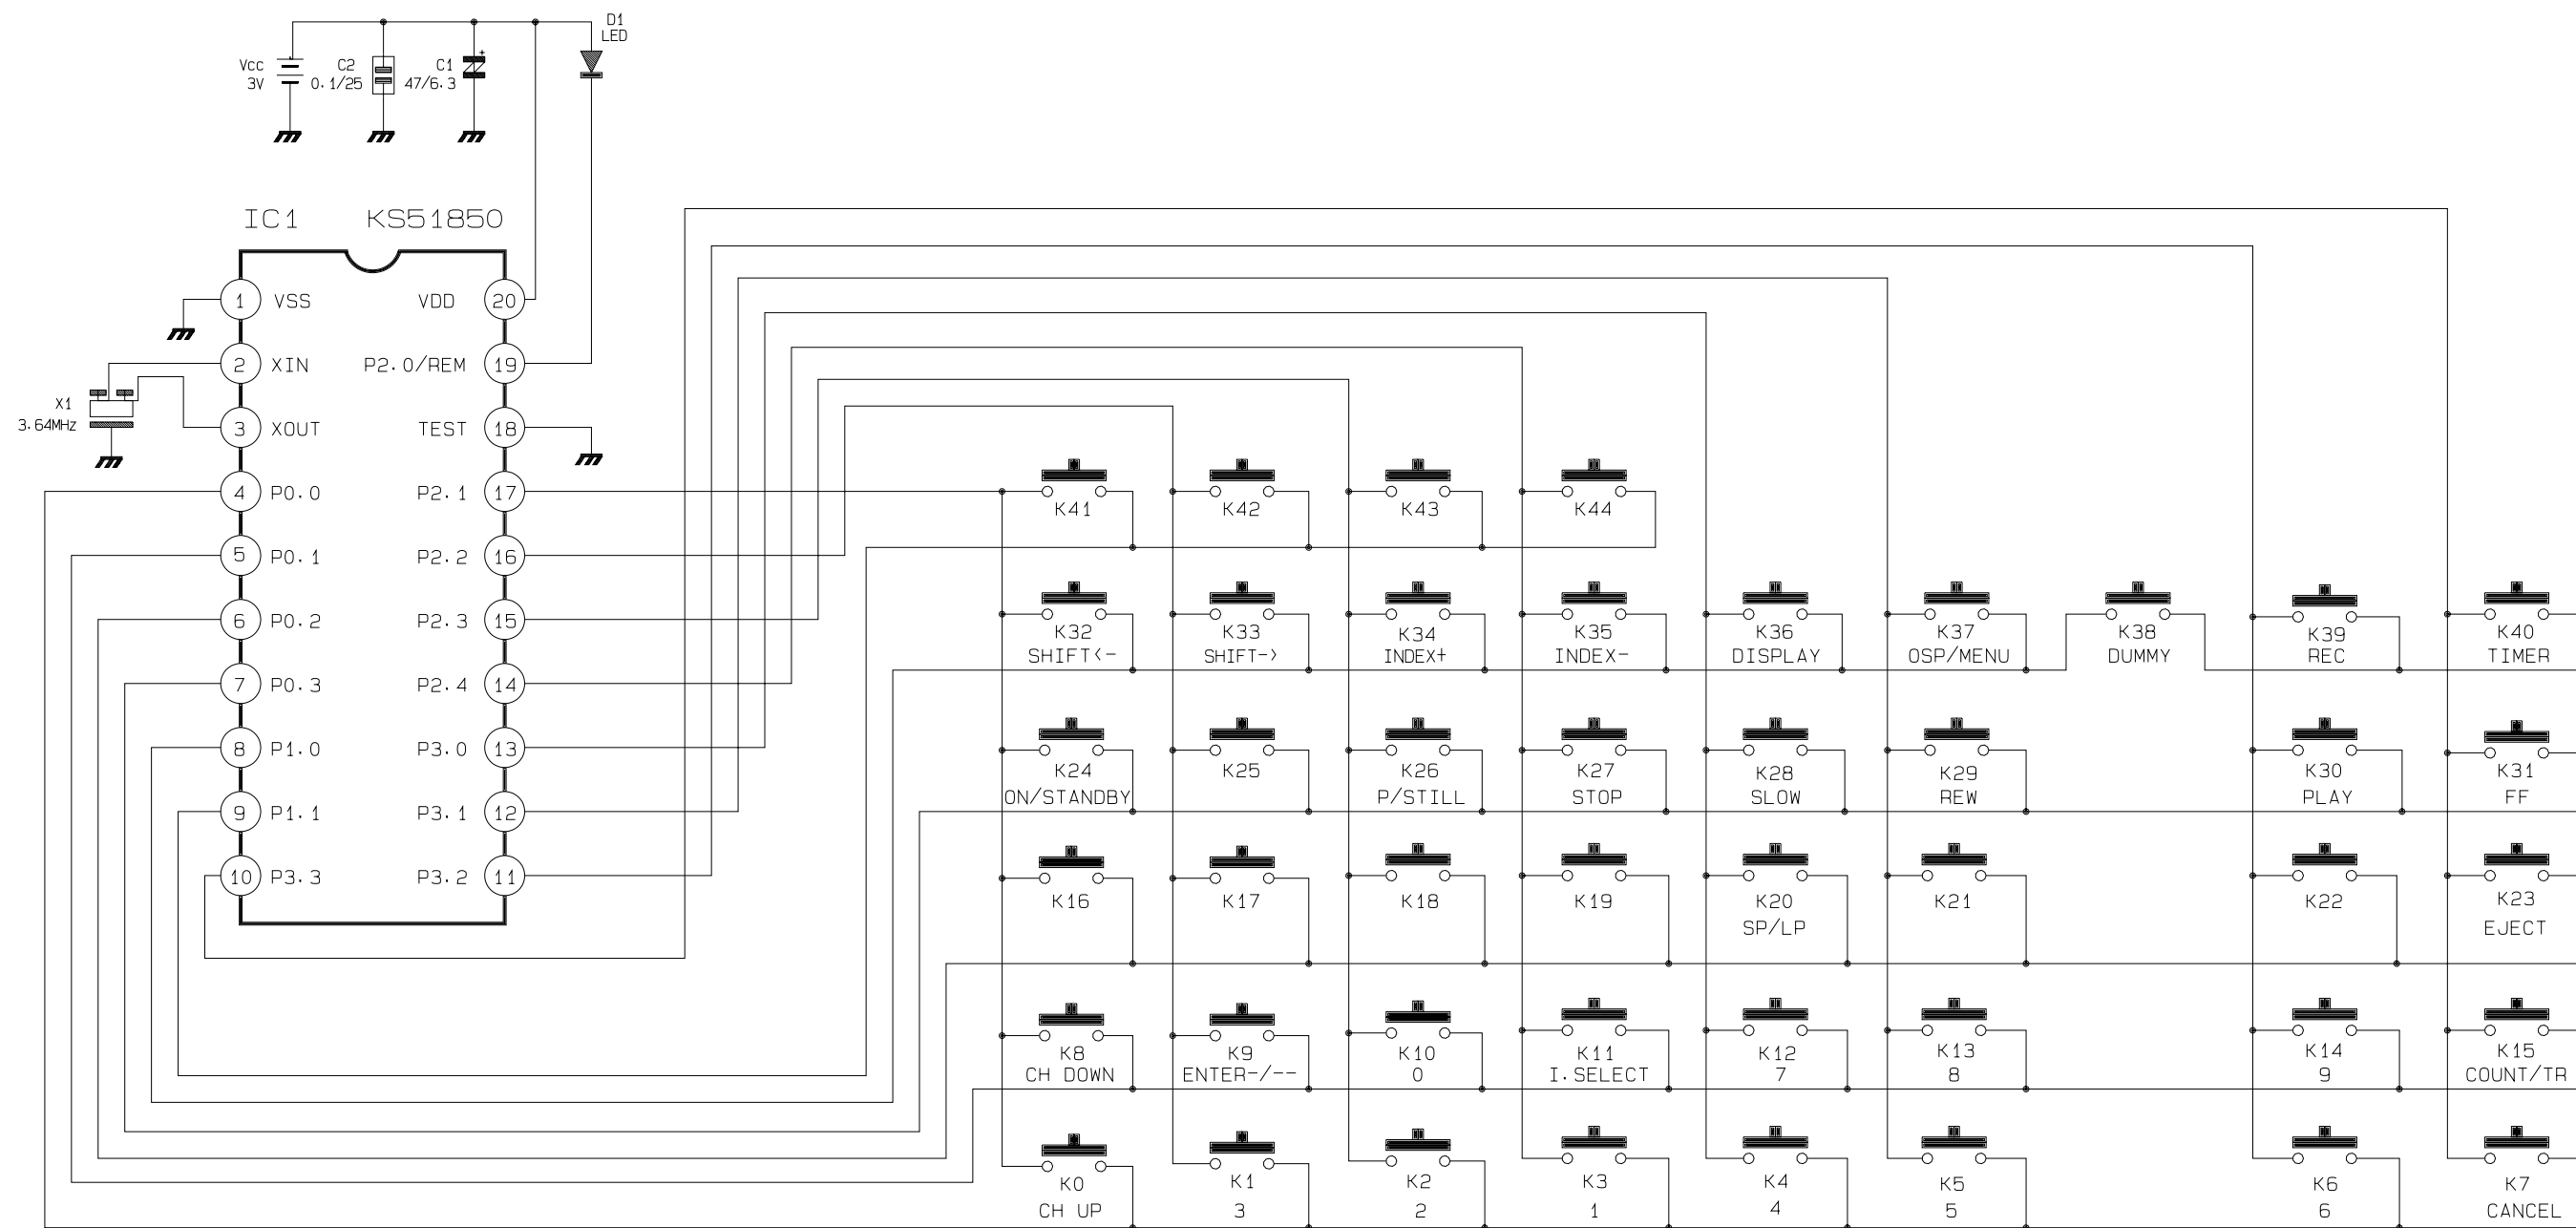 D1
LED
Vcc
3V
C2
0.1/25
C1
47/6.3
+
IC1 KS51850
1 VSS VDD 20
2 XIN P2.0/REM 19
X1
3.64MHz
3 XOUT TEST 18
4 P0.0 P2.1 17
5 P0.1 P2.2 16
6 P0.2 P2.3 15
7 P0.3 P2.4 14
8 P1.0 P3.0 13
9 P1.1 P3.1 12
10 P3.3 P3.2 11
K41 K42 K43 K44
K32 K33 K34 K35 K36 K37 K38 K39 K40
SHIFT<- SHIFT-> INDEX+ INDEX- DISPLAY OSP/MENU DUMMY REC TIMER
K24 K25 K26 K27 K28 K29 K30 K31
ON/STANDBY P/STILL STOP SLOW REW PLAY FF
K16 K17 K18 K19 K20 K21 K22 K23
SP/LP EJECT
K8 K9 K10 K11 K12 K13 K14 K15
CH DOWN ENTER-/-- 0 I.SELECT 7 8 9 COUNT/TR
K0 K1 K2 K3 K4 K5 K6 K7
CH UP 3 2 1 4 5 6 CANCEL